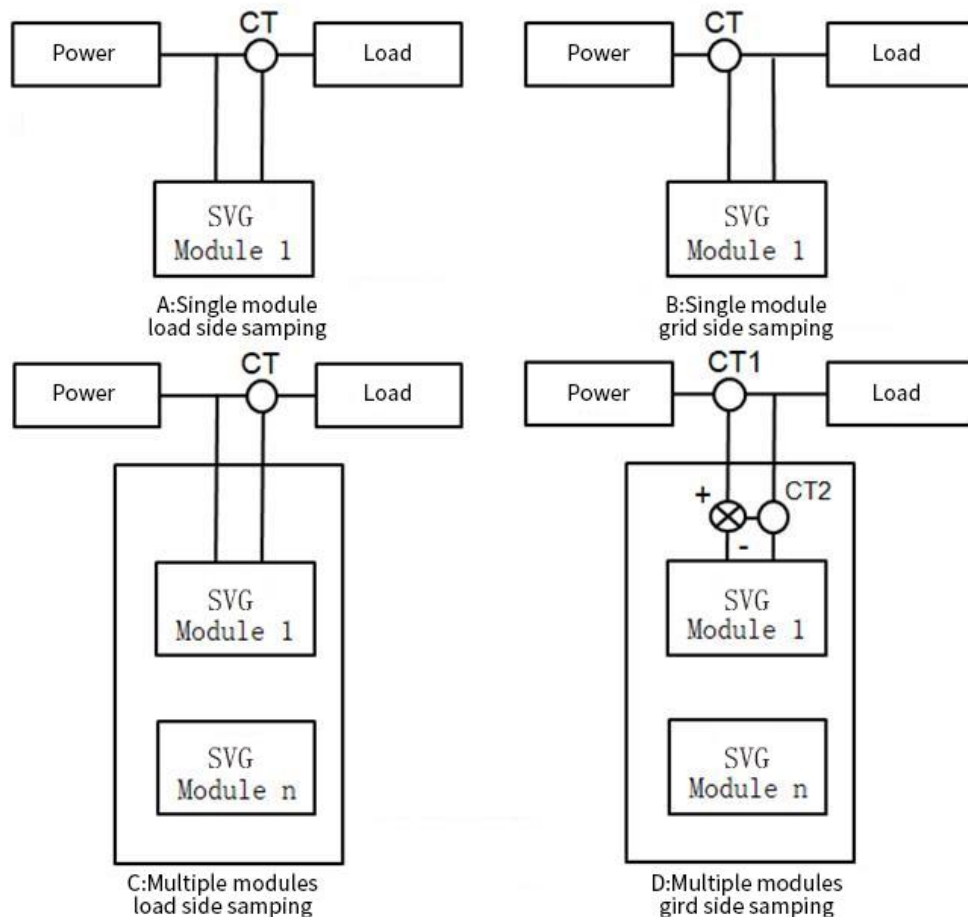 CT
Power
Load
SVG
Module 1
A:Single module
load side samping
CT
Power
Load
SVG
Module 1
B:Single module
grid side samping
CT
Power
Load
SVG
Module 1
SVG
Module n
C:Multiple modules
load side samping
CT1
Power
Load
+
CT2
-
SVG
Module 1
SVG
Module n
D:Multiple modules
gird side samping